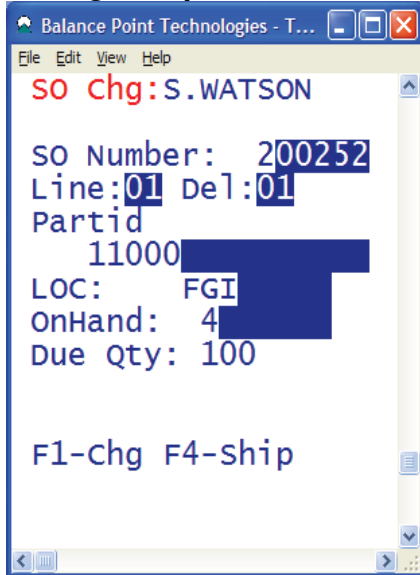 Balance Point Technologies - T...
File Edit View Help
SO Chg:S.WATSON
SO Number: 200252
Line:01 Del:01
Partid
11000
LOC: FGI
OnHand: 4
Due Qty: 100
F1-Chg F4-Ship